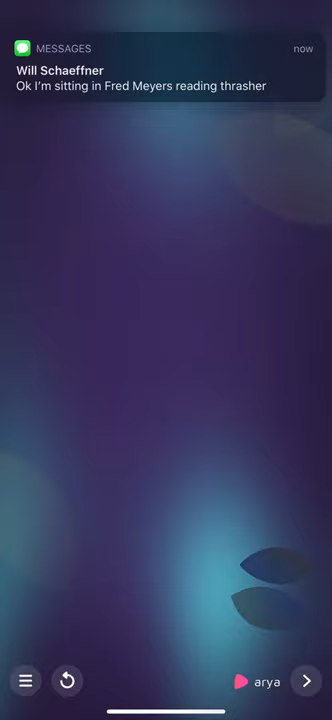 MESSAGES
now
Will Schaeffner
Ok I'm sitting in Fred Meyers reading thrasher
arya